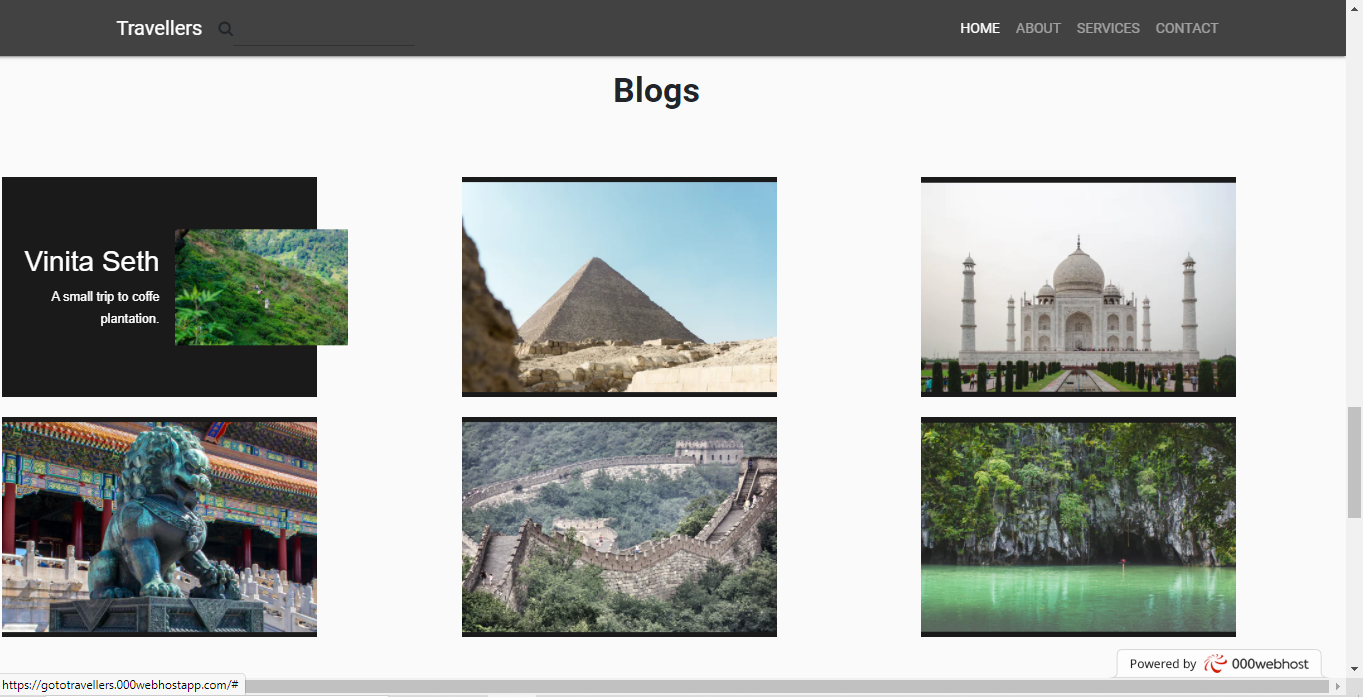 Travellers
HOME ABOUT SERVICES CONTACT
Blogs
Vinita Seth
A small trip to coffe
plantation.
Powered by 000webhost
https://gototravellers.000webhostapp.com/#